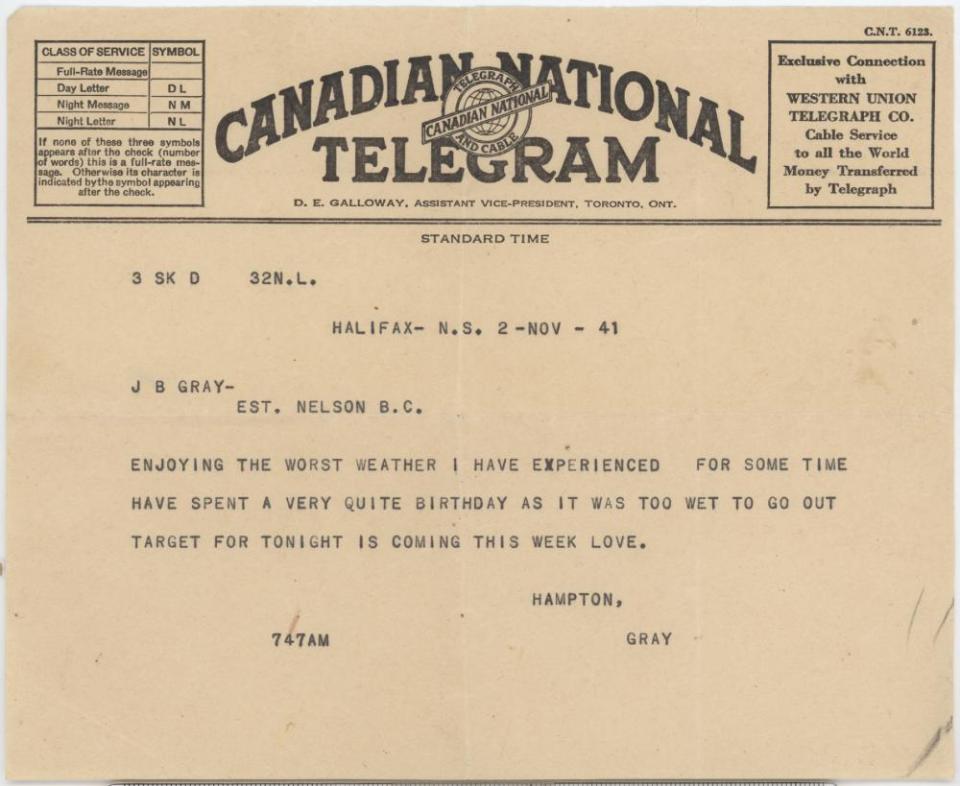 C.N.T. 6123.
CLASS OF SERVICE SYMBOL
Full-Rate Message
Day Letter D L
Night Message N M
Night Letter N L
If none of these three symbols
appears after the check (number
of words) this is a full-rate mes-
sage. Otherwise its character is
indicated by the symbol appearing
after the check.
CANADIAN NATIONAL
TELEGRAPH
CANADIAN NATIONAL
AND CABLE
TELEGRAM
D. E. GALLOWAY, ASSISTANT VICE-PRESIDENT, TORONTO, ONT.
Exclusive Connection
with
WESTERN UNION
TELEGRAPH CO.
Cable Service
to all the World
Money Transferred
by Telegraph
STANDARD TIME
3 SK D 32N.L.
HALIFAX- N.S. 2 -NOV - 41
J B GRAY-
EST. NELSON B.C.
ENJOYING THE WORST WEATHER I HAVE EXPERIENCED FOR SOME TIME
HAVE SPENT A VERY QUITE BIRTHDAY AS IT WAS TOO WET TO GO OUT
TARGET FOR TONIGHT IS COMING THIS WEEK LOVE.
HAMPTON,
747AM GRAY